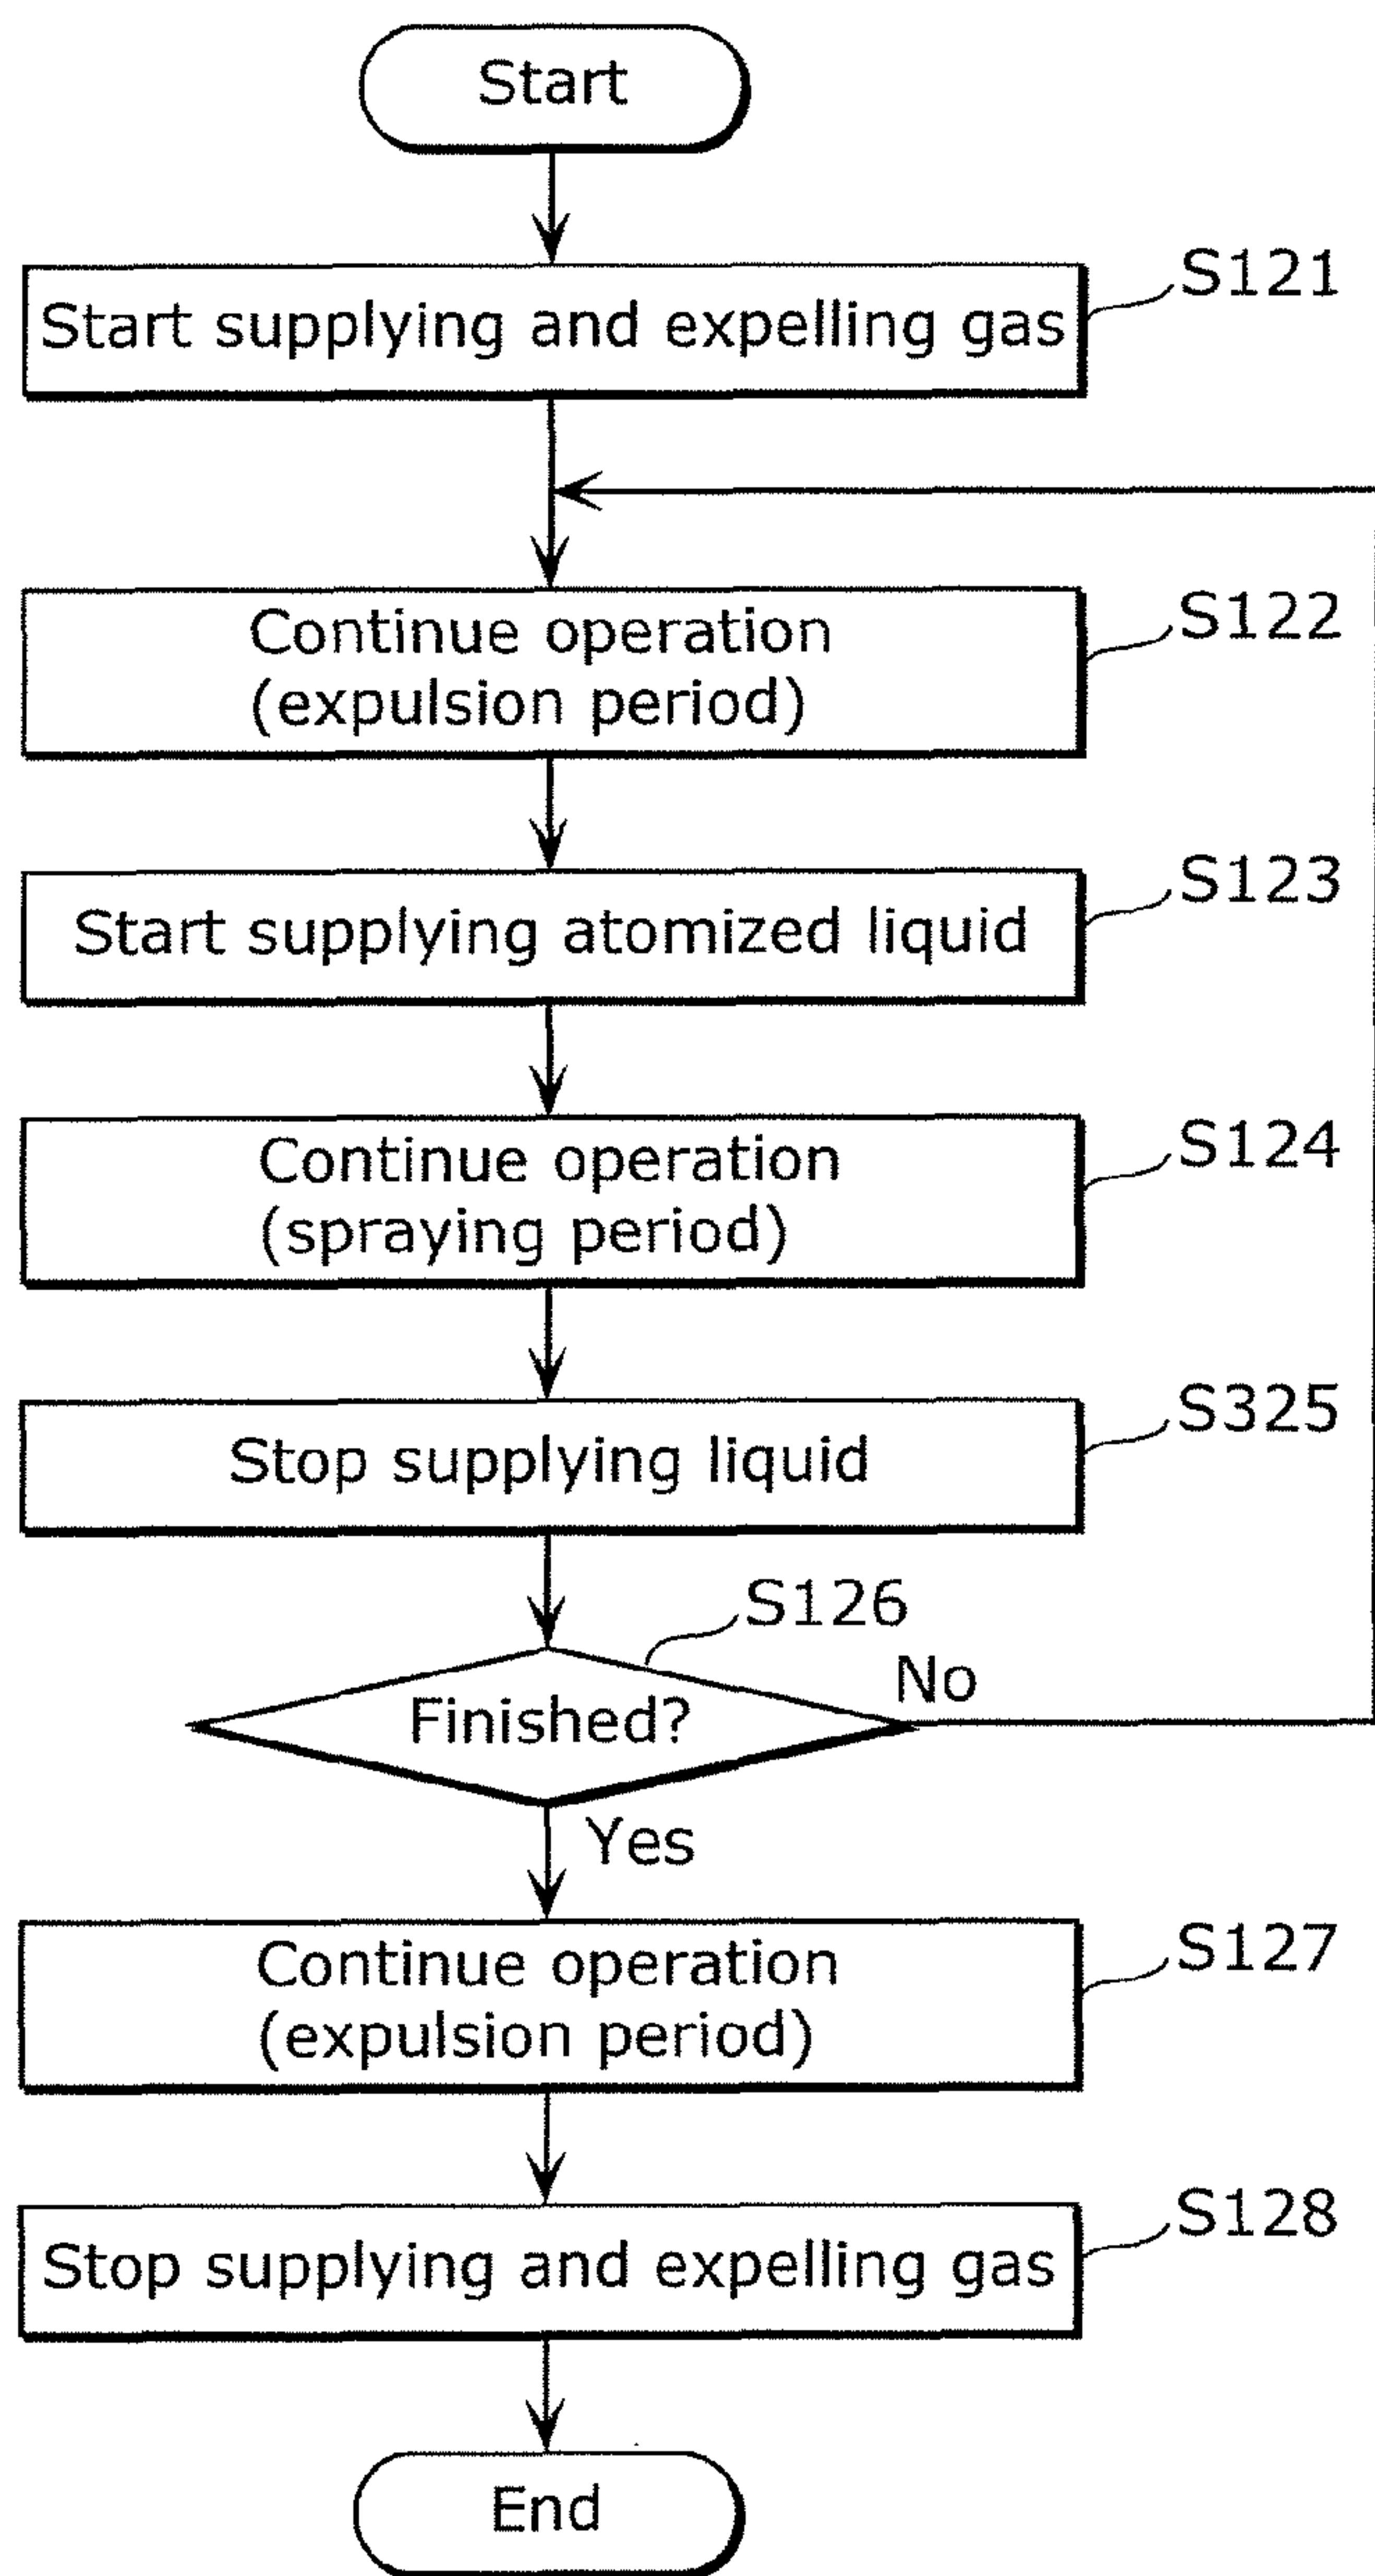 Start
Start supplying and expelling gas
S121
Continue operation
(expulsion period)
S122
Start supplying atomized liquid
S123
Continue operation
(spraying period)
S124
Stop supplying liquid
S325
S126
Finished?
No
Yes
Continue operation
(expulsion period)
S127
Stop supplying and expelling gas
S128
End